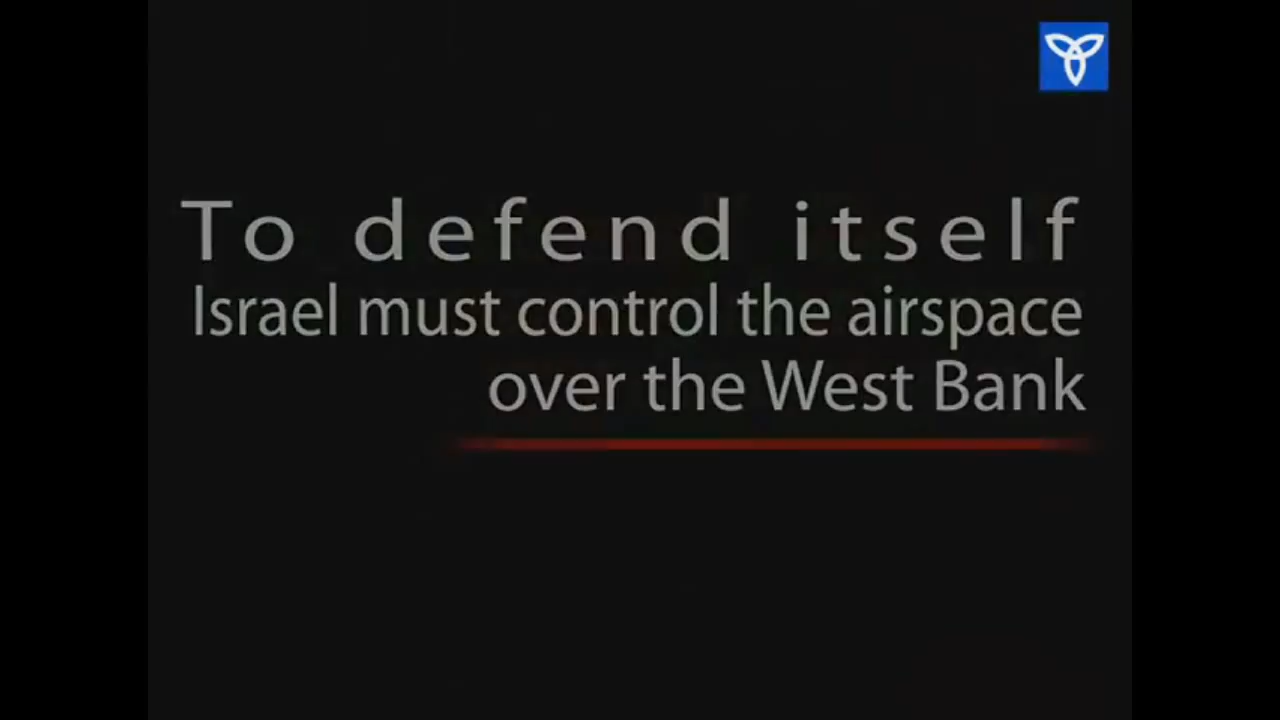 To defend itself
Israel must control the airspace
over the West Bank